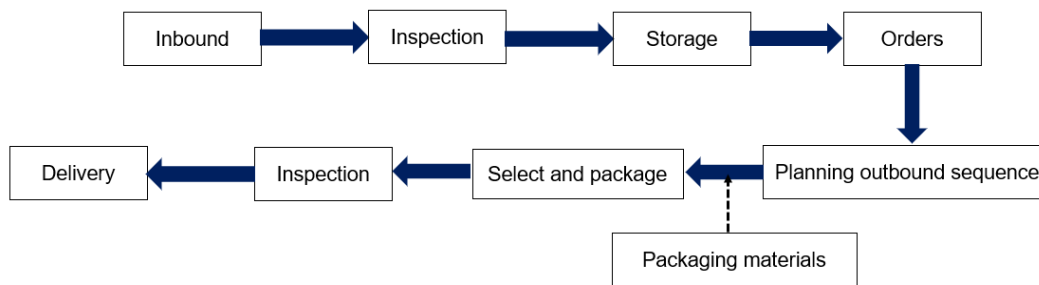 Inbound
Inspection
Storage
Orders
Planning outbound sequence
Select and package
Inspection
Delivery
Packaging materials